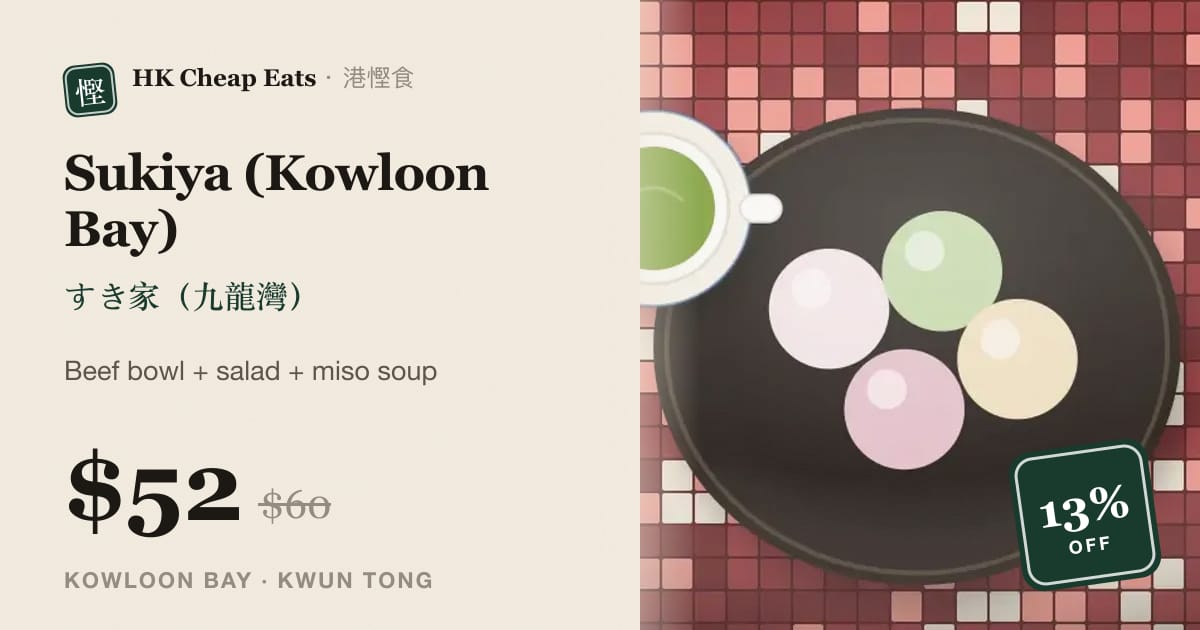 慳
HK Cheap Eats · 港慳食
Sukiya (Kowloon
Bay)
すき家（九龍灣）
Beef bowl + salad + miso soup
$52 $60
KOWLOON BAY · KWUN TONG
13%
OFF